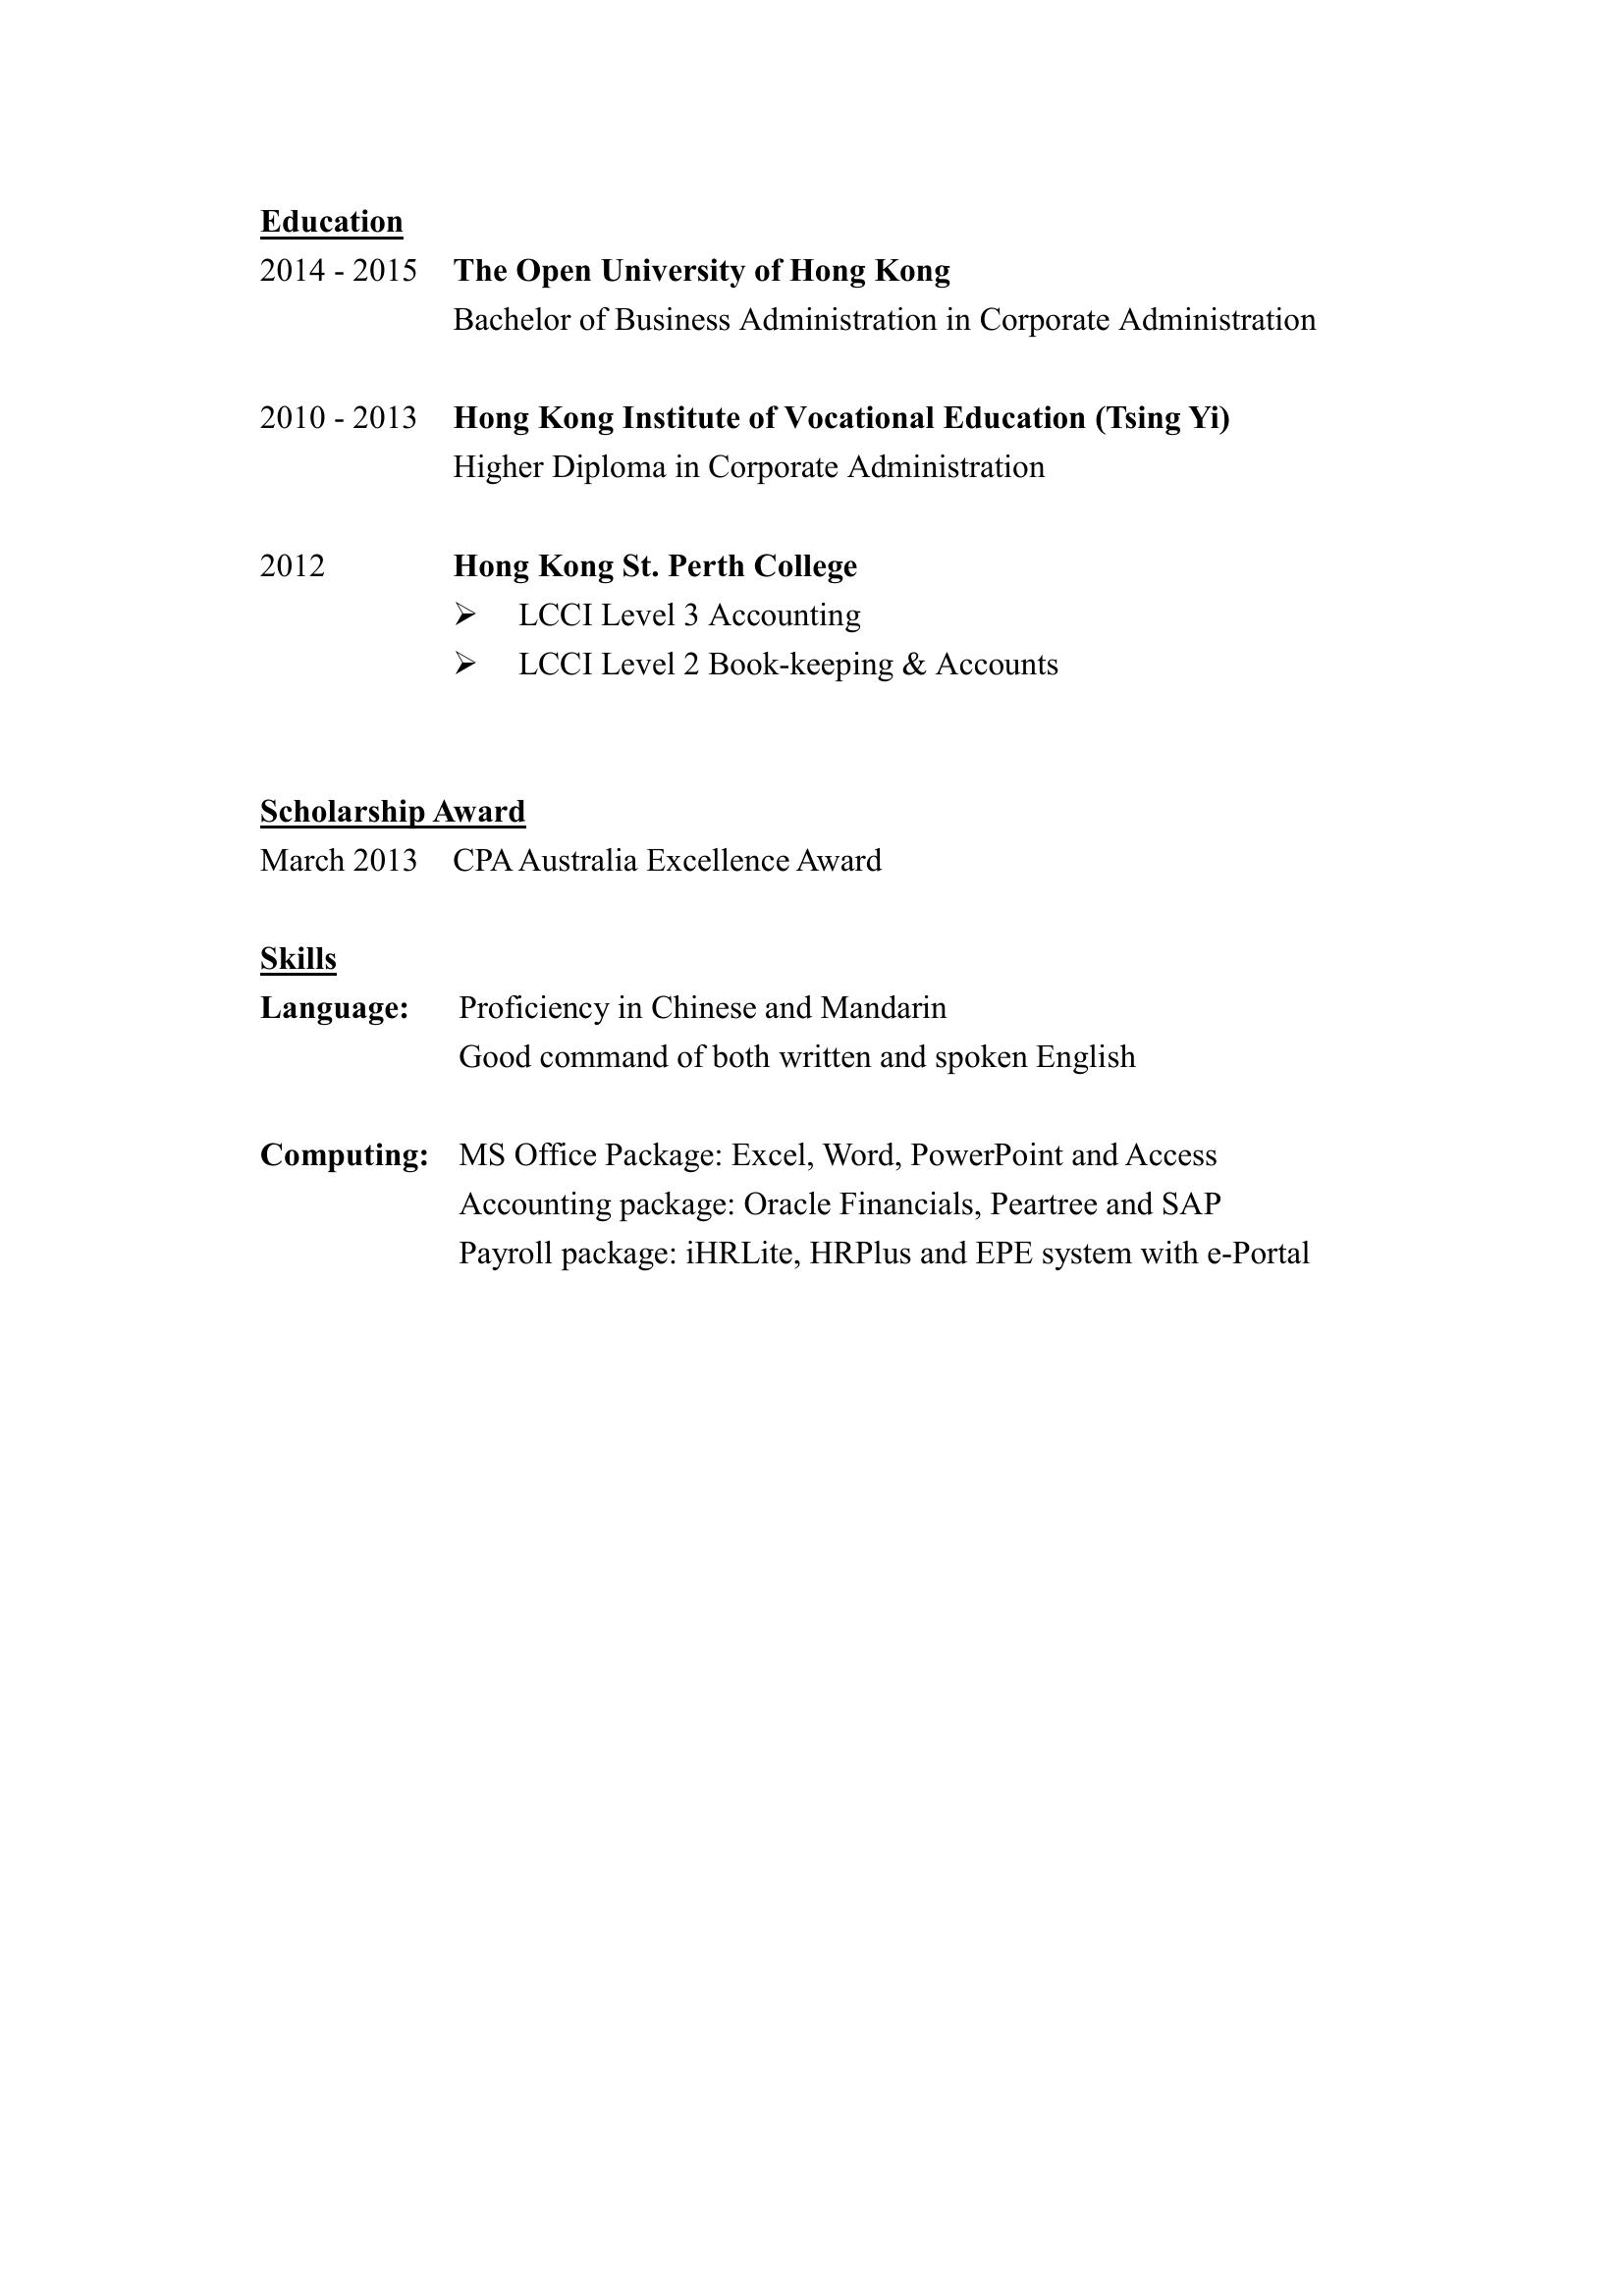 Education
2014 - 2015 The Open University of Hong Kong
Bachelor of Business Administration in Corporate Administration
2010 - 2013 Hong Kong Institute of Vocational Education (Tsing Yi)
Higher Diploma in Corporate Administration
2012 Hong Kong St. Perth College
➢ LCCI Level 3 Accounting
➢ LCCI Level 2 Book-keeping & Accounts
Scholarship Award
March 2013 CPA Australia Excellence Award
Skills
Language: Proficiency in Chinese and Mandarin
Good command of both written and spoken English
Computing: MS Office Package: Excel, Word, PowerPoint and Access
Accounting package: Oracle Financials, Peartree and SAP
Payroll package: iHRLite, HRPlus and EPE system with e-Portal